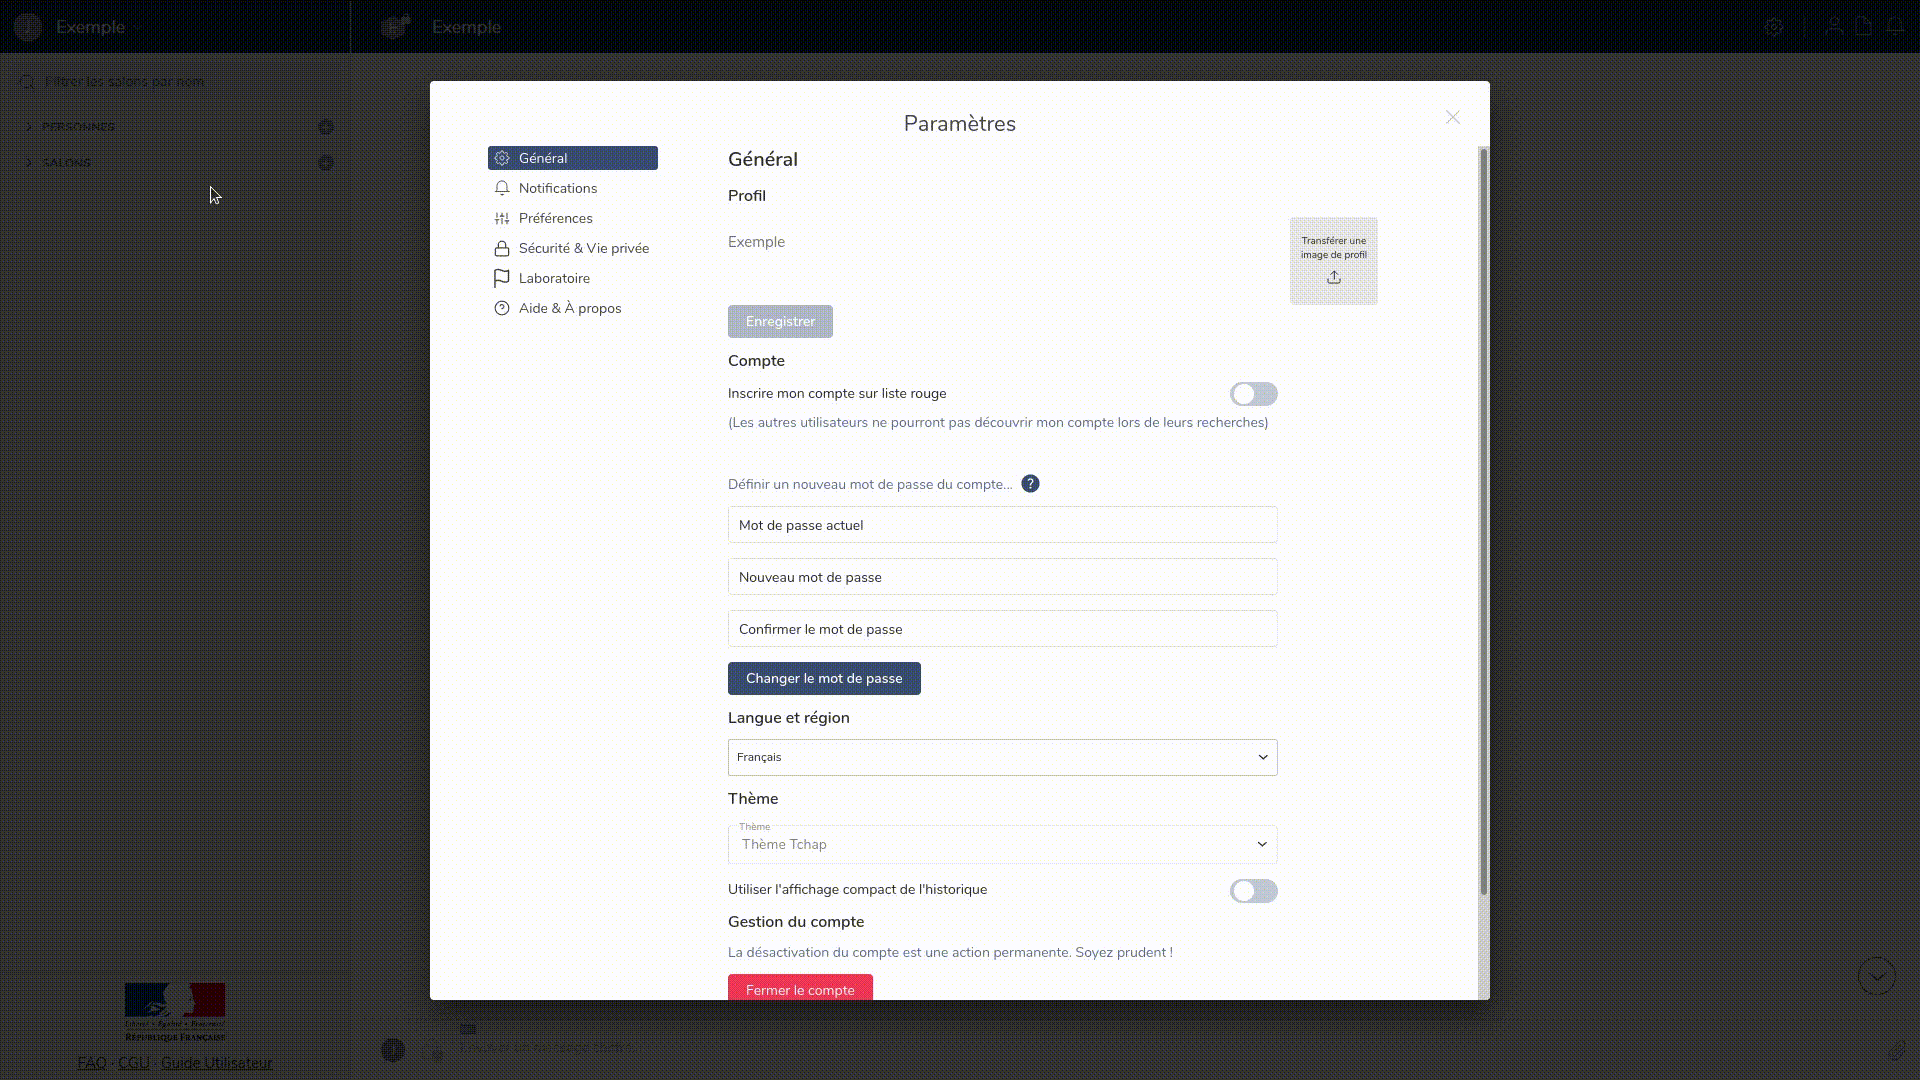 Exemple
Exemple
Filtrer les salons par nom
PERSONNES
SALONS
Paramètres
Général
Notifications
Préférences
Sécurité & Vie privée
Laboratoire
Aide & À propos
Général
Profil
Exemple
Transférer une
image de profil
Enregistrer
Compte
Inscrire mon compte sur liste rouge
(Les autres utilisateurs ne pourront pas découvrir mon compte lors de leurs recherches)
Définir un nouveau mot de passe du compte...
?
Mot de passe actuel
Nouveau mot de passe
Confirmer le mot de passe
Changer le mot de passe
Langue et région
Français
Thème
Thème
Thème Tchap
Utiliser l'affichage compact de l'historique
Gestion du compte
La désactivation du compte est une action permanente. Soyez prudent !
Fermer le compte
Liberté • Égalité • Fraternité
RÉPUBLIQUE FRANÇAISE
FAQ · CGU · Guide Utilisateur